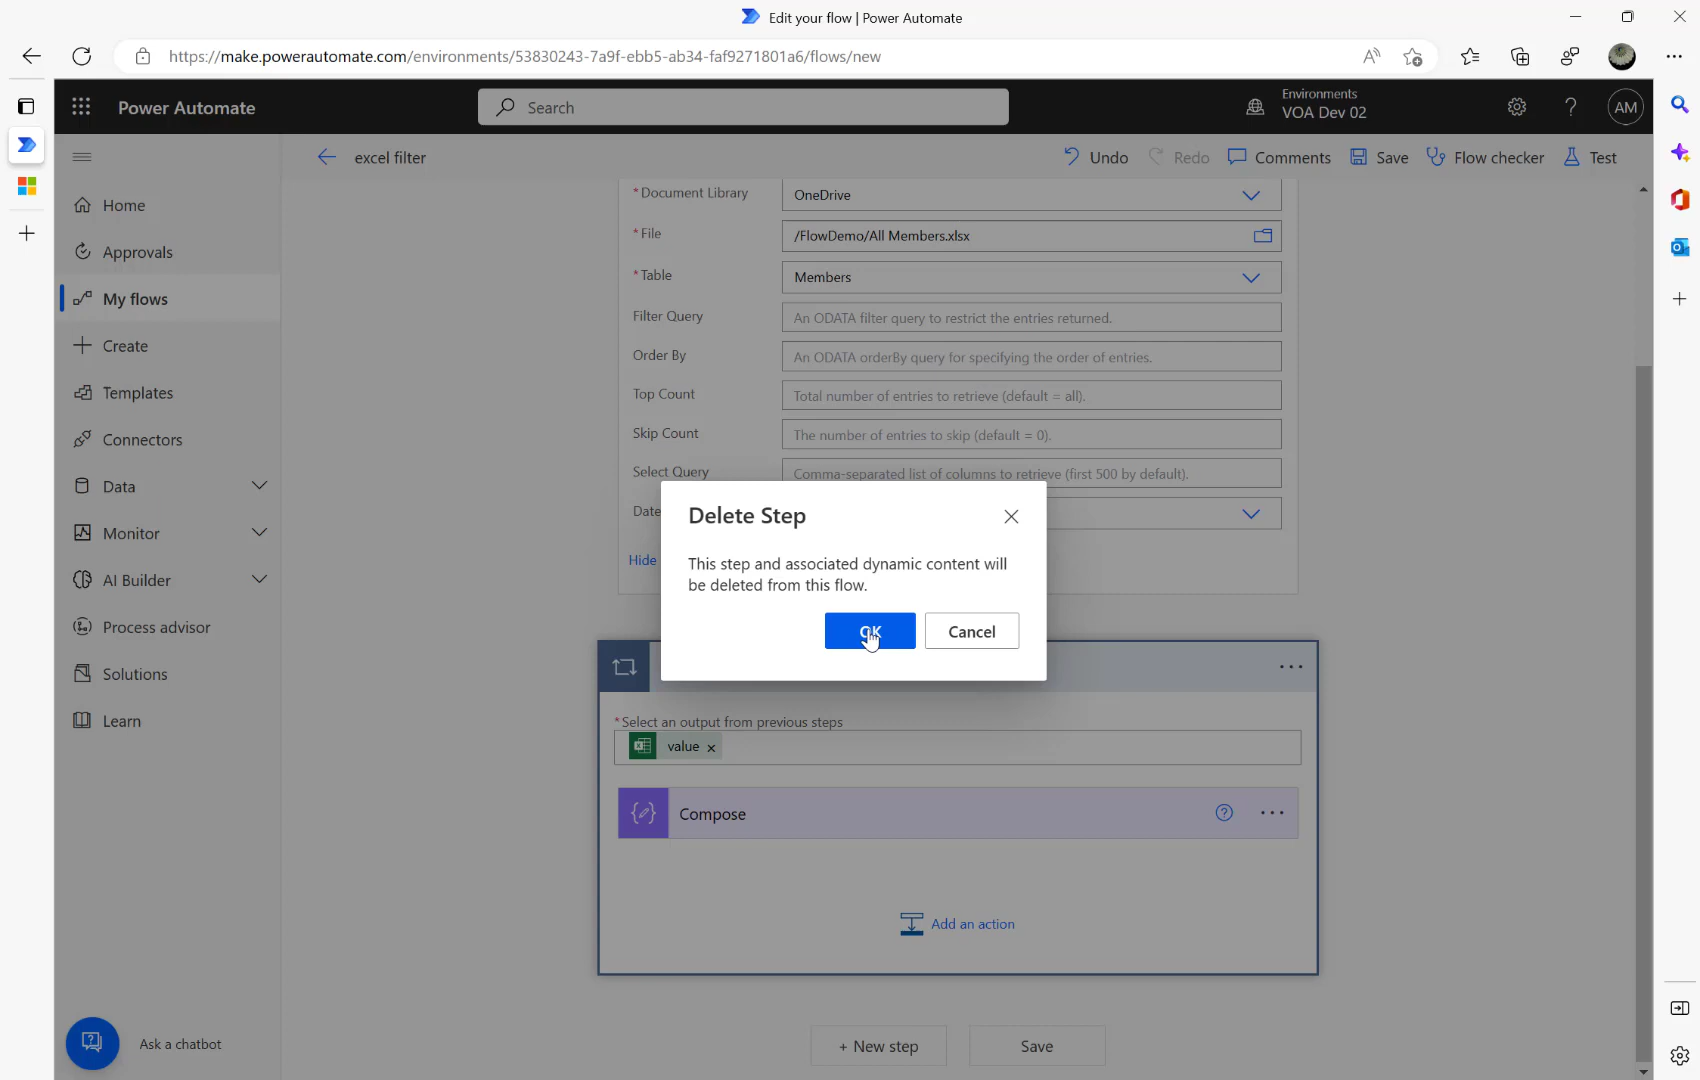 Edit your flow | Power Automate
https://make.powerautomate.com/environments/53830243-7a9f-ebb5-ab34-faf9271801a6/flows/new
Power Automate
Search
Environments
VOA Dev 02
AM
excel filter
Undo
Redo
Comments
Save
Flow checker
Test
Home
Approvals
My flows
Create
Templates
Connectors
Data
Monitor
AI Builder
Process advisor
Solutions
Learn
Ask a chatbot
* Document Library
OneDrive
* File
/FlowDemo/All Members.xlsx
* Table
Members
Filter Query
An ODATA filter query to restrict the entries returned.
Order By
An ODATA orderBy query for specifying the order of entries.
Top Count
Total number of entries to retrieve (default = all).
Skip Count
The number of entries to skip (default = 0).
Select Query
Comma-separated list of columns to retrieve (first 500 by default).
Date
Hide
Delete Step
This step and associated dynamic content will
be deleted from this flow.
OK
Cancel
* Select an output from previous steps
value
Compose
Add an action
+ New step
Save